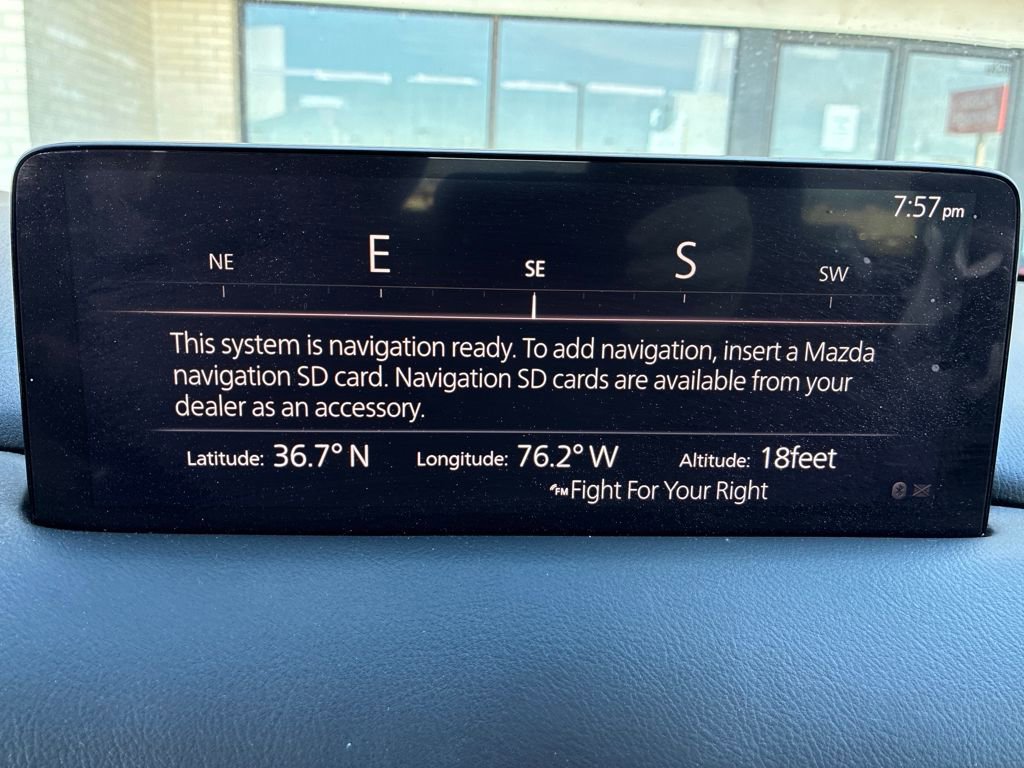 7:57 pm
NE E SE S SW
This system is navigation ready. To add navigation, insert a Mazda
navigation SD card. Navigation SD cards are available from your
dealer as an accessory.
Latitude: 36.7° N Longitude: 76.2° W Altitude: 18feet
FM Fight For Your Right